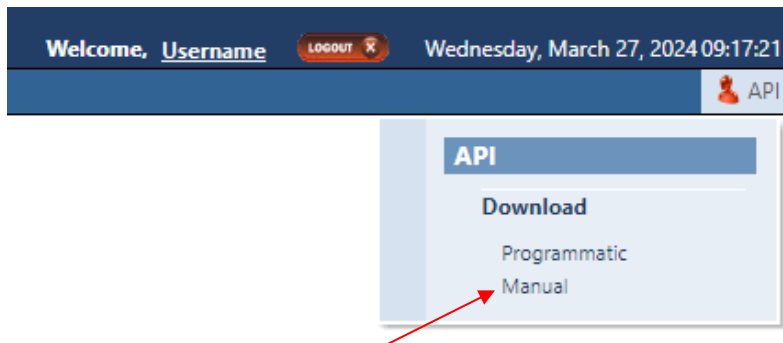 Welcome, Username LOGOUT Wednesday, March 27, 2024 09:17:21
API
API
Download
Programmatic
Manual